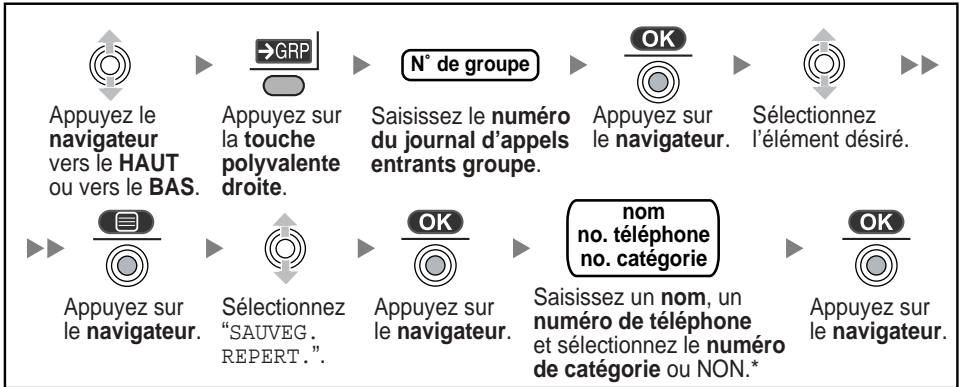 →GRP
N° de groupe
OK
Appuyez le
navigateur
vers le HAUT
ou vers le BAS.
Appuyez sur
la touche
polyvalente
droite.
Saisissez le numéro
du journal d'appels
entrants groupe.
Appuyez sur
le navigateur.
Sélectionnez
l'élément désiré.
Appuyez sur
le navigateur.
Sélectionnez
"SAUVEG.
REPERT.".
OK
Appuyez sur
le navigateur.
nom
no. téléphone
no. catégorie
Saisissez un nom, un
numéro de téléphone
et sélectionnez le numéro
de catégorie ou NON.*
OK
Appuyez sur
le navigateur.